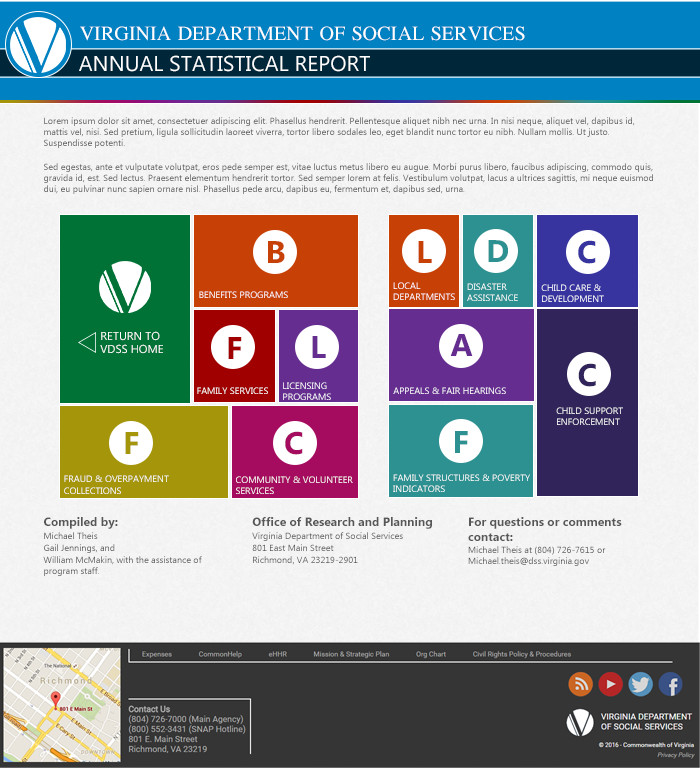 VIRGINIA DEPARTMENT OF SOCIAL SERVICES
ANNUAL STATISTICAL REPORT
Lorem ipsum dolor sit amet, consectetuer adipiscing elit. Phasellus hendrerit. Pellentesque aliquet nibh nec urna. In nisi neque, aliquet vel, dapibus id,
mattis vel, nisi. Sed pretium, ligula sollicitudin laoreet viverra, tortor libero sodales leo, eget blandit nunc tortor eu nibh. Nullam mollis. Ut justo.
Suspendisse potenti.
Sed egestas, ante et vulputate volutpat, eros pede semper est, vitae luctus metus libero eu augue. Morbi purus libero, faucibus adipiscing, commodo quis,
gravida id, est. Sed lectus. Praesent elementum hendrerit tortor. Sed semper lorem at felis. Vestibulum volutpat, lacus a ultrices sagittis, mi neque euismod
dui, eu pulvinar nunc sapien ornare nisl. Phasellus pede arcu, dapibus eu, fermentum et, dapibus sed, urna.
RETURN TO
VDSS HOME
B
BENEFITS PROGRAMS
F
FAMILY SERVICES
L
LICENSING
PROGRAMS
F
FRAUD & OVERPAYMENT
COLLECTIONS
C
COMMUNITY & VOLUNTEER
SERVICES
L
LOCAL
DEPARTMENTS
D
DISASTER
ASSISTANCE
C
CHILD CARE &
DEVELOPMENT
A
APPEALS & FAIR HEARINGS
C
CHILD SUPPORT
ENFORCEMENT
F
FAMILY STRUCTURES & POVERTY
INDICATORS
Compiled by:
Michael Theis
Gail Jennings, and
William McMakin, with the assistance of
program staff.
Office of Research and Planning
Virginia Department of Social Services
801 East Main Street
Richmond, VA 23219-2901
For questions or comments
contact:
Michael Theis at (804) 726-7615 or
Michael.theis@dss.virginia.gov
The National
Richmond
801 E Main St
E Main St
E Cary St
E Broad
DOWNTOWN
Expenses CommonHelp eHHR Mission & Strategic Plan Org Chart Civil Rights Policy & Procedures
Contact Us
(804) 726-7000 (Main Agency)
(800) 552-3431 (SNAP Hotline)
801 E. Main Street
Richmond, VA 23219
VIRGINIA DEPARTMENT
OF SOCIAL SERVICES
© 2016 - Commonwealth of Virginia
Privacy Policy